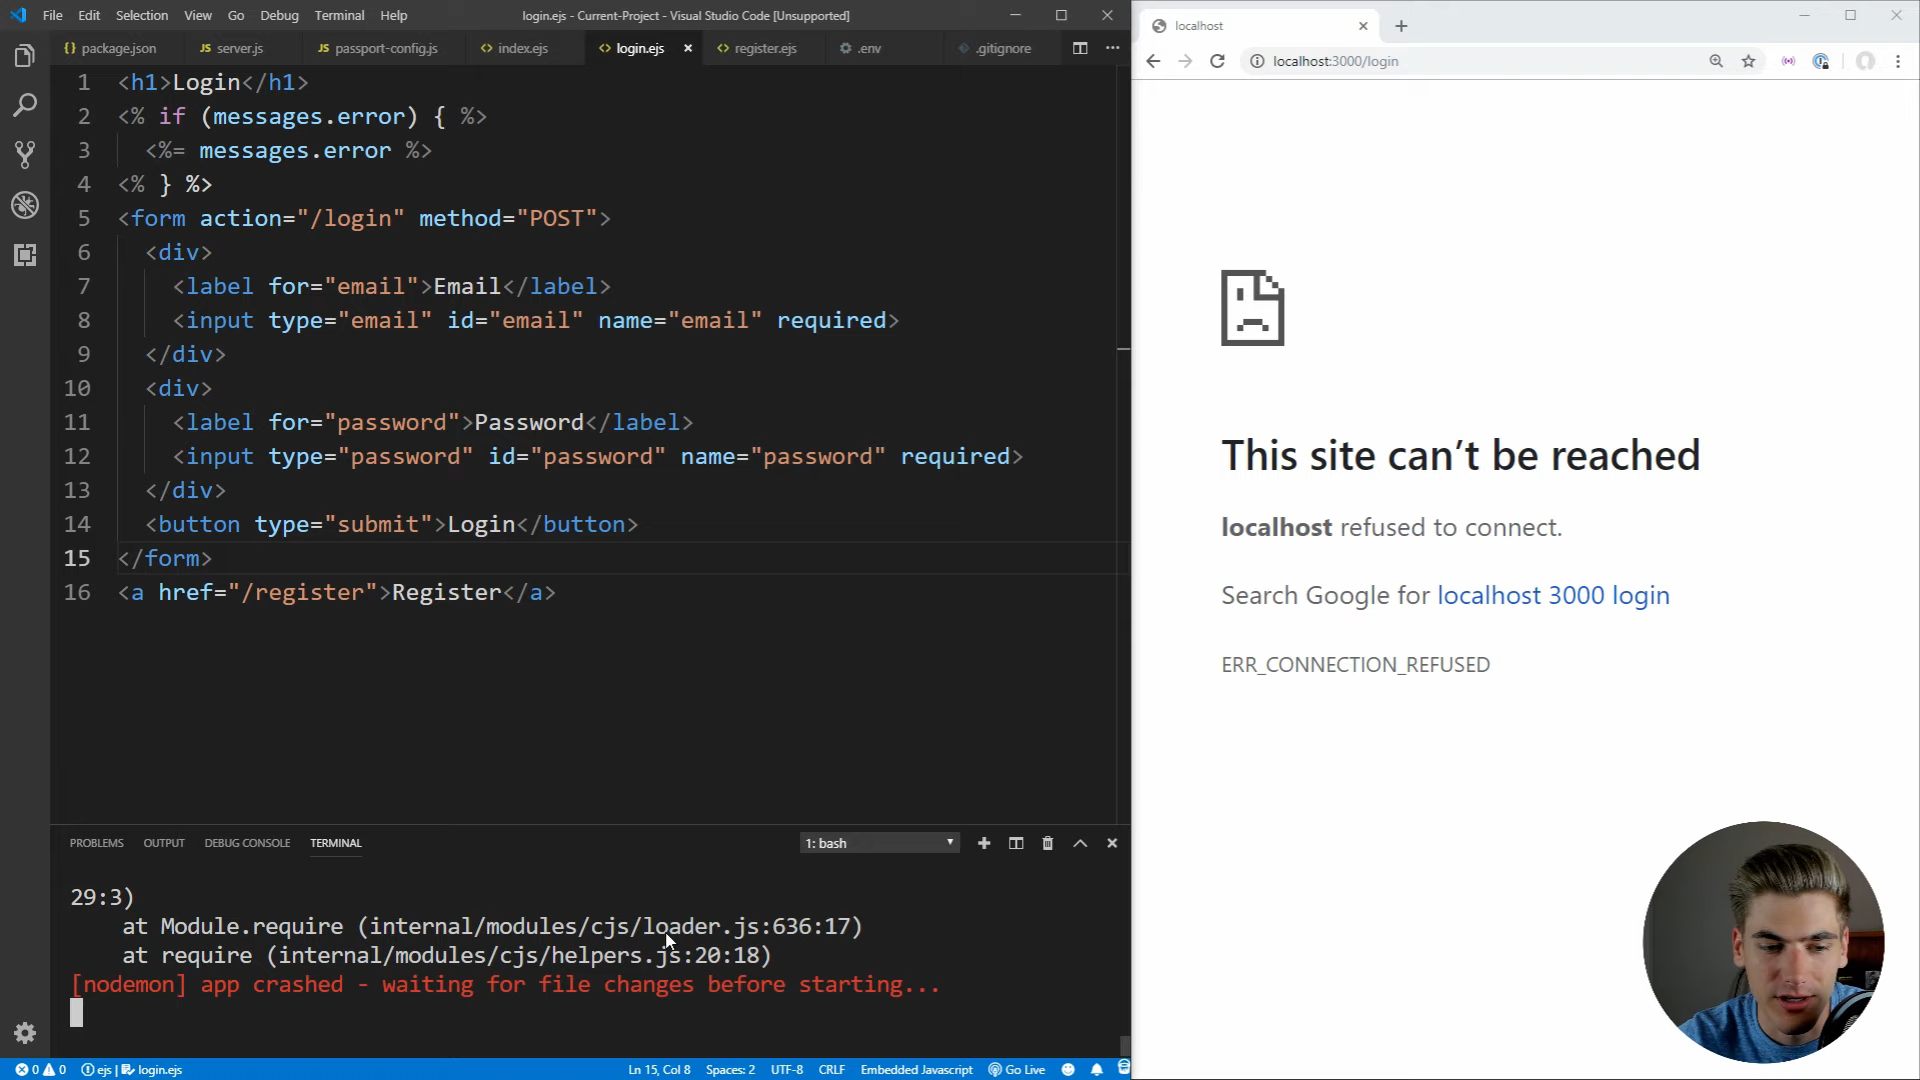 File Edit Selection View Go Debug Terminal Help
login.ejs - Current-Project - Visual Studio Code [Unsupported]
{} package.json
JS server.js
JS passport-config.js
<> index.ejs
<> login.ejs
<> register.ejs
.env
.gitignore
1 <h1>Login</h1>
2 <% if (messages.error) { %>
3 <%= messages.error %>
4 <% } %>
5 <form action="/login" method="POST">
6 <div>
7 <label for="email">Email</label>
8 <input type="email" id="email" name="email" required>
9 </div>
10 <div>
11 <label for="password">Password</label>
12 <input type="password" id="password" name="password" required>
13 </div>
14 <button type="submit">Login</button>
15 </form>
16 <a href="/register">Register</a>
PROBLEMS OUTPUT DEBUG CONSOLE TERMINAL
1: bash
29:3)
at Module.require (internal/modules/cjs/loader.js:636:17)
at require (internal/modules/cjs/helpers.js:20:18)
[nodemon] app crashed - waiting for file changes before starting...
0 0 ejs | login.ejs
Ln 15, Col 8 Spaces: 2 UTF-8 CRLF Embedded Javascript Go Live
localhost
localhost:3000/login
This site can’t be reached
localhost refused to connect.
Search Google for localhost 3000 login
ERR_CONNECTION_REFUSED